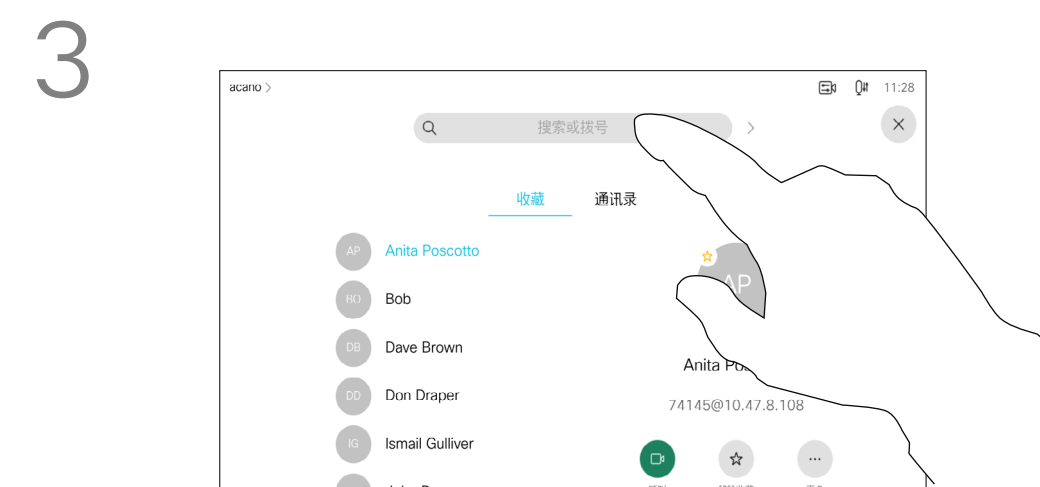 3
acano >
11:28
搜索或拨号
收藏
通讯录
AP
Anita Poscotto
AP
BO
Bob
DB
Dave Brown
Anita
74145@10.47.8.108
DD
Don Draper
IG
Ismail Gulliver